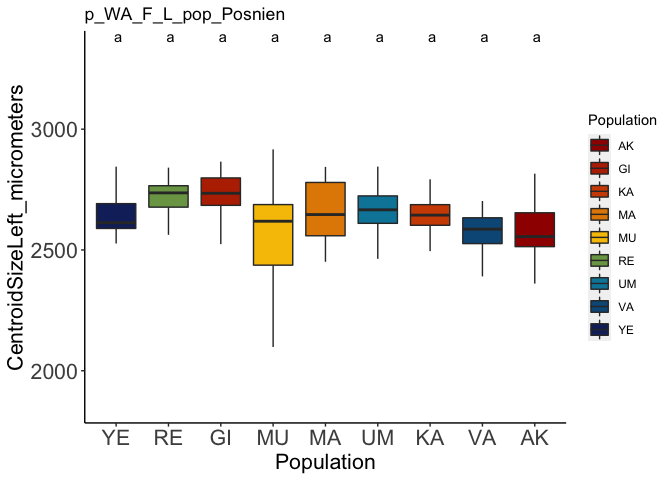 p_WA_F_L_pop_Posnien
a a a a a a a a a
CentroidSizeLeft_micrometers
3000
2500
2000
YE RE GI MU MA UM KA VA AK
Population
Population
AK
GI
KA
MA
MU
RE
UM
VA
YE